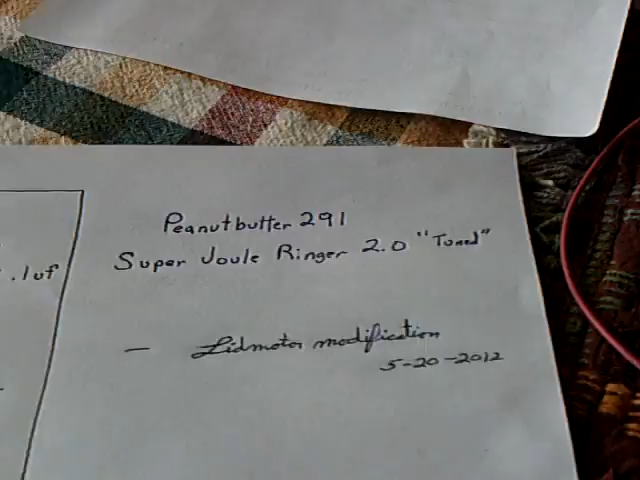 Peanutbutter 291
Super Joule Ringer 2.0 "Tuned"
.1uf
— Lidmotor modification
5-20-2012